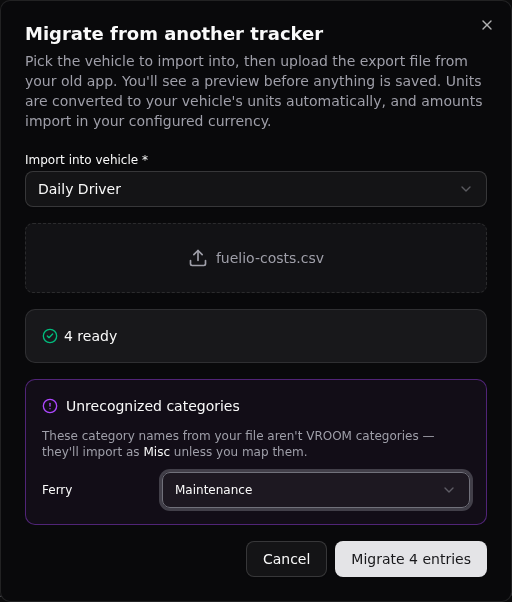 Migrate from another tracker
Pick the vehicle to import into, then upload the export file from
your old app. You'll see a preview before anything is saved. Units
are converted to your vehicle's units automatically, and amounts
import in your configured currency.
Import into vehicle *
Daily Driver
fuelio-costs.csv
4 ready
Unrecognized categories
These category names from your file aren't VROOM categories —
they'll import as Misc unless you map them.
Ferry
Maintenance
Cancel
Migrate 4 entries